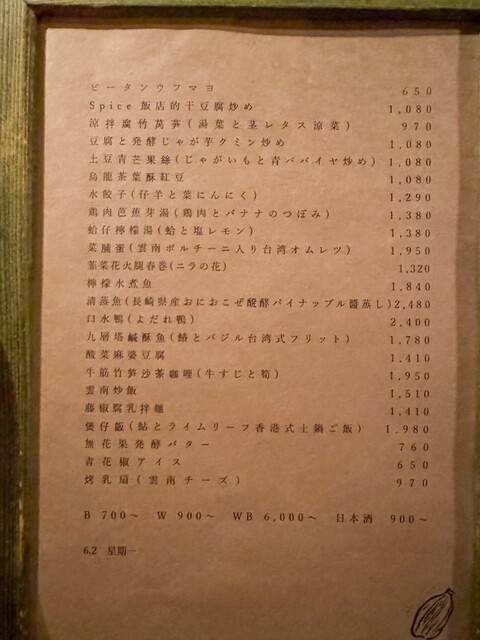 ピータンウフマヨ 650
Spice 飯店的干豆腐炒め 1,080
涼拌腐竹萵笋(湯葉と茎レタス涼菜) 970
豆腐と発酵じゃが芋クミン炒め 1,080
土豆青芒果絲(じゃがいもと青パパイヤ炒め) 1,080
烏龍茶葉酥紅豆 1,080
水餃子(仔羊と葉にんにく) 1,290
鶏肉芭蕉芽湯(鶏肉とバナナのつぼみ) 1,380
蛤仔檸檬湯(蛤と塩レモン) 1,380
菜脯蛋(雲南ポルチーニ入り台湾オムレツ) 1,950
韮菜花火腿春巻(ニラの花) 1,320
檸檬水煮魚 1,840
清蒸魚(長崎県産おにおこぜ醗酵パイナップル醤蒸し) 2,480
口水鴨(よだれ鴨) 2,400
九層塔鹹酥魚(鰆とバジル台湾式フリット) 1,780
酸菜麻婆豆腐 1,410
牛筋竹笋沙茶咖喱(牛すじと筍) 1,950
雲南炒飯 1,510
藤椒腐乳拌麺 1,410
煲仔飯(鮎とライムリーフ香港式土鍋ご飯) 1,980
無花果発酵バター 760
青花椒アイス 650
烤乳扇(雲南チーズ) 970
B 700〜 W 900〜 WB 6,000〜 日本酒 900〜
6.2 星期一